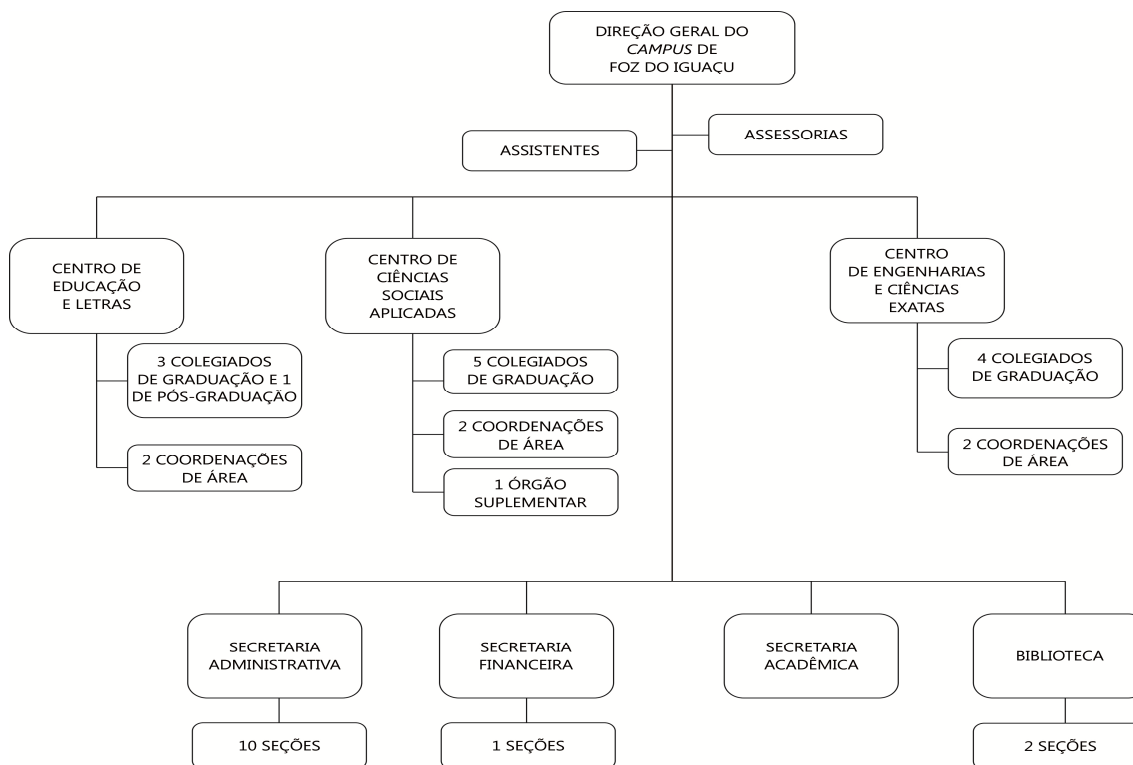 DIREÇÃO GERAL DO
CAMPUS DE
FOZ DO IGUAÇU
ASSESSORIAS
ASSISTENTES
CENTRO DE
EDUCAÇÃO
E LETRAS
CENTRO DE
CIÊNCIAS
SOCIAIS
APLICADAS
CENTRO
DE ENGENHARIAS
E CIÊNCIAS
EXATAS
3 COLEGIADOS
DE GRADUAÇÃO E 1
DE PÓS-GRADUAÇÃO
2 COORDENAÇÕES
DE ÁREA
5 COLEGIADOS
DE GRADUAÇÃO
2 COORDENAÇÕES
DE ÁREA
1 ÓRGÃO
SUPLEMENTAR
4 COLEGIADOS
DE GRADUAÇÃO
2 COORDENAÇÕES
DE ÁREA
SECRETARIA
ADMINISTRATIVA
SECRETARIA
FINANCEIRA
SECRETARIA
ACADÊMICA
BIBLIOTECA
10 SEÇÕES
1 SEÇÕES
2 SEÇÕES